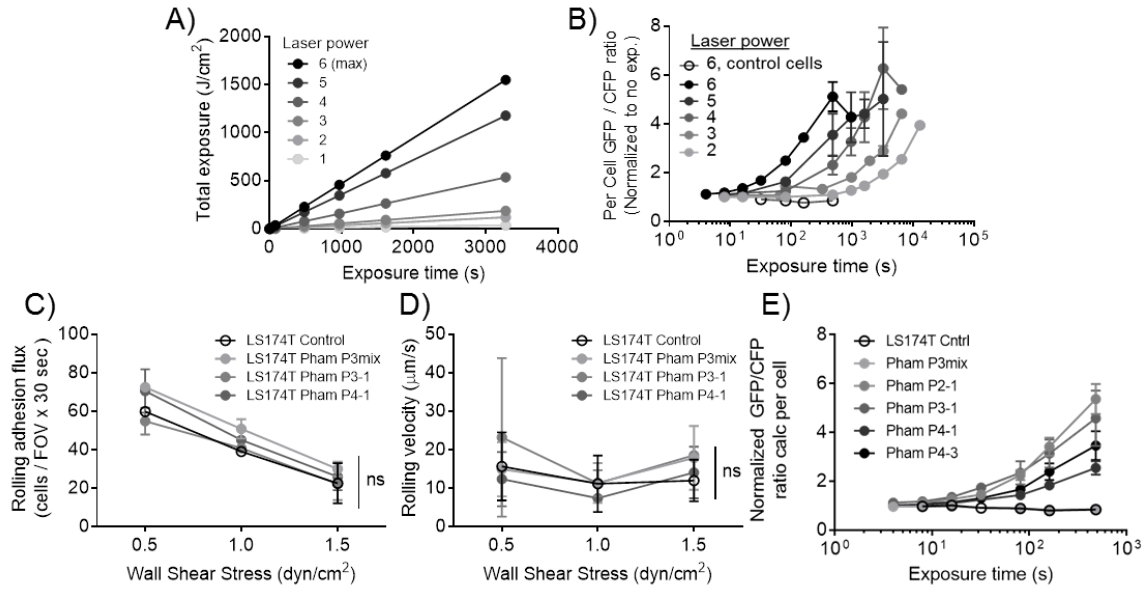 A)
Total exposure (J/cm²)
2000
1500
1000
500
0
Laser power
6 (max)
5
4
3
2
1
0
1000
2000
3000
4000
Exposure time (s)
B)
Per Cell GFP / CFP ratio
(Normalized to no exp.)
8
6
4
2
0
Laser power
6, control cells
6
5
4
3
2
10⁰
10¹
10²
10³
10⁴
10⁵
Exposure time (s)
C)
Rolling adhesion flux
(cells / FOV x 30 sec)
100
80
60
40
20
0
LS174T Control
LS174T Pham P3mix
LS174T Pham P3-1
LS174T Pham P4-1
ns
0.5
1.0
1.5
Wall Shear Stress (dyn/cm²)
D)
Rolling velocity (μm/s)
50
40
30
20
10
0
LS174T Control
LS174T Pham P3mix
LS174T Pham P3-1
LS174T Pham P4-1
ns
0.5
1.0
1.5
Wall Shear Stress (dyn/cm²)
E)
Normalized GFP/CFP
ratio calc per cell
8
6
4
2
0
LS174T Cntrl
Pham P3mix
Pham P2-1
Pham P3-1
Pham P4-1
Pham P4-3
10⁰
10¹
10²
10³
Exposure time (s)